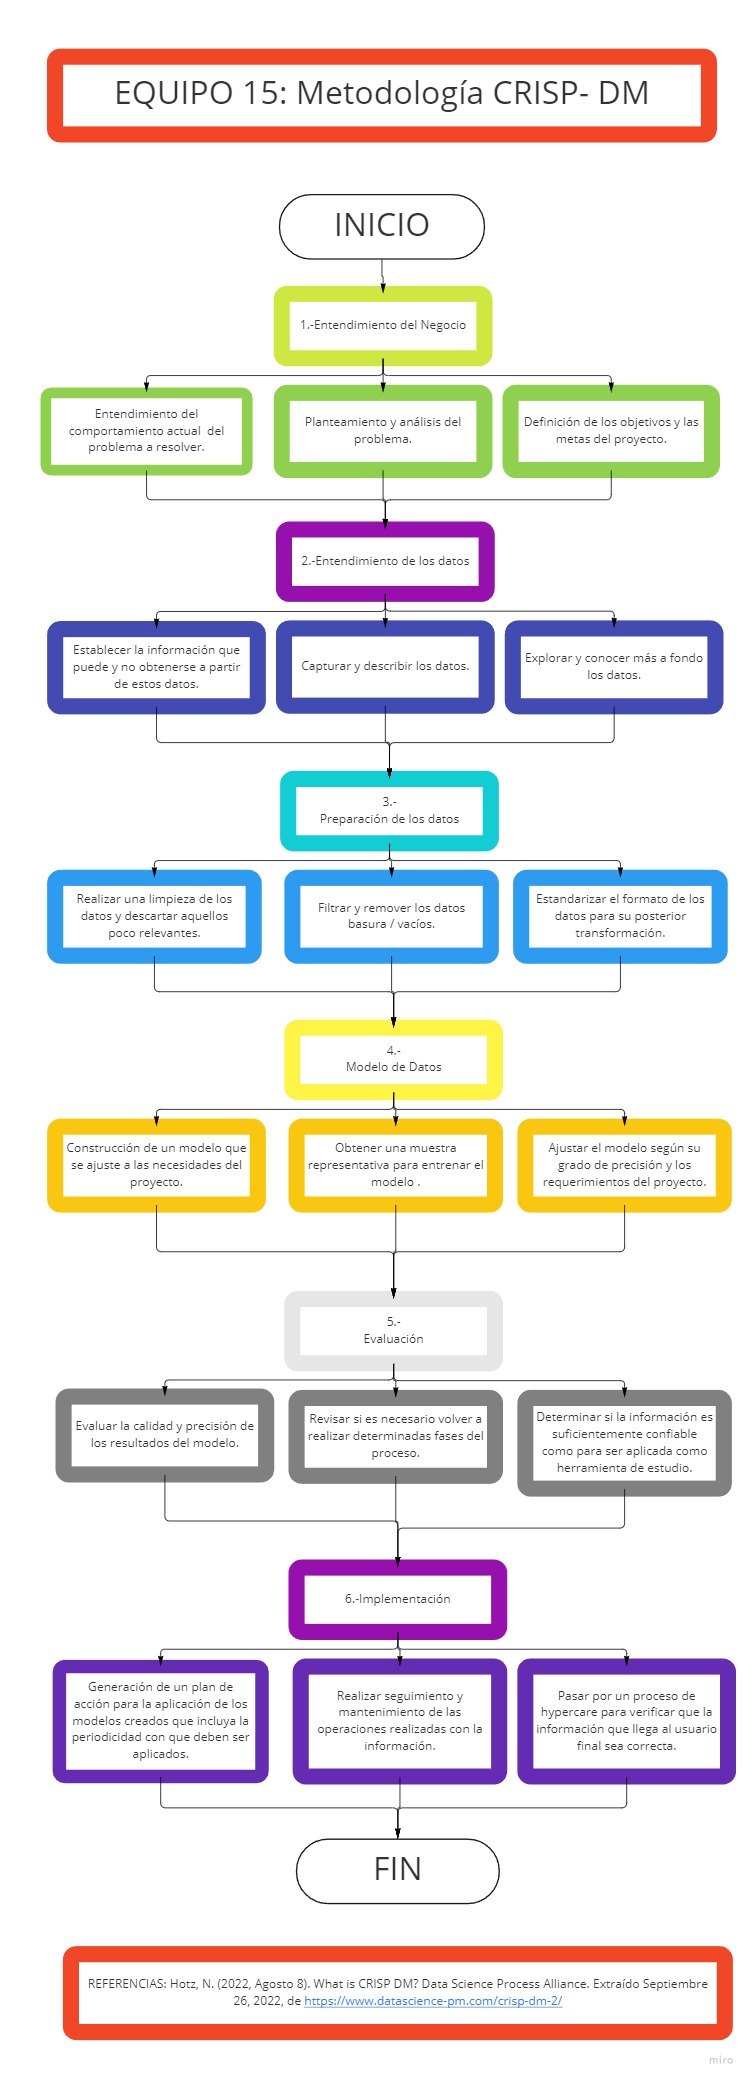 EQUIPO 15: Metodología CRISP- DM
INICIO
1.-Entendimiento del Negocio
Entendimiento del
comportamiento actual  del
problema a resolver.
Planteamiento y análisis del
problema.
Definición de los objetivos y las
metas del proyecto.
2.-Entendimiento de los datos
Establecer la información que
puede y no obtenerse a partir
de estos datos.
Capturar y describir los datos.
Explorar y conocer más a fondo
los datos.
3.-
Preparación de los datos
Realizar una limpieza de los
datos y descartar aquellos
poco relevantes.
Filtrar y remover los datos
basura / vacíos.
Estandarizar el formato de los
datos para su posterior
transformación.
4.-
Modelo de Datos
Construcción de un modelo que
se ajuste a las necesidades del
proyecto.
Obtener una muestra
representativa para entrenar el
modelo .
Ajustar el modelo según su
grado de precisión y los
requerimientos del proyecto.
5.-
Evaluación
Evaluar la calidad y precisión de
los resultados del modelo.
Revisar si es necesario volver a
realizar determinadas fases del
proceso.
Determinar si la información es
suficientemente confiable
como para ser aplicada como
herramienta de estudio.
6.-Implementación
Generación de un plan de
acción para la aplicación de los
modelos creados que incluya la
periodicidad con que deben ser
aplicados.
Realizar seguimiento y
mantenimiento de las
operaciones realizadas con la
información.
Pasar por un proceso de
hypercare para verificar que la
información que llega al usuario
final sea correcta.
FIN
REFERENCIAS: Hotz, N. (2022, Agosto 8). What is CRISP DM? Data Science Process Alliance. Extraído Septiembre
26, 2022, de https://www.datascience-pm.com/crisp-dm-2/
miro